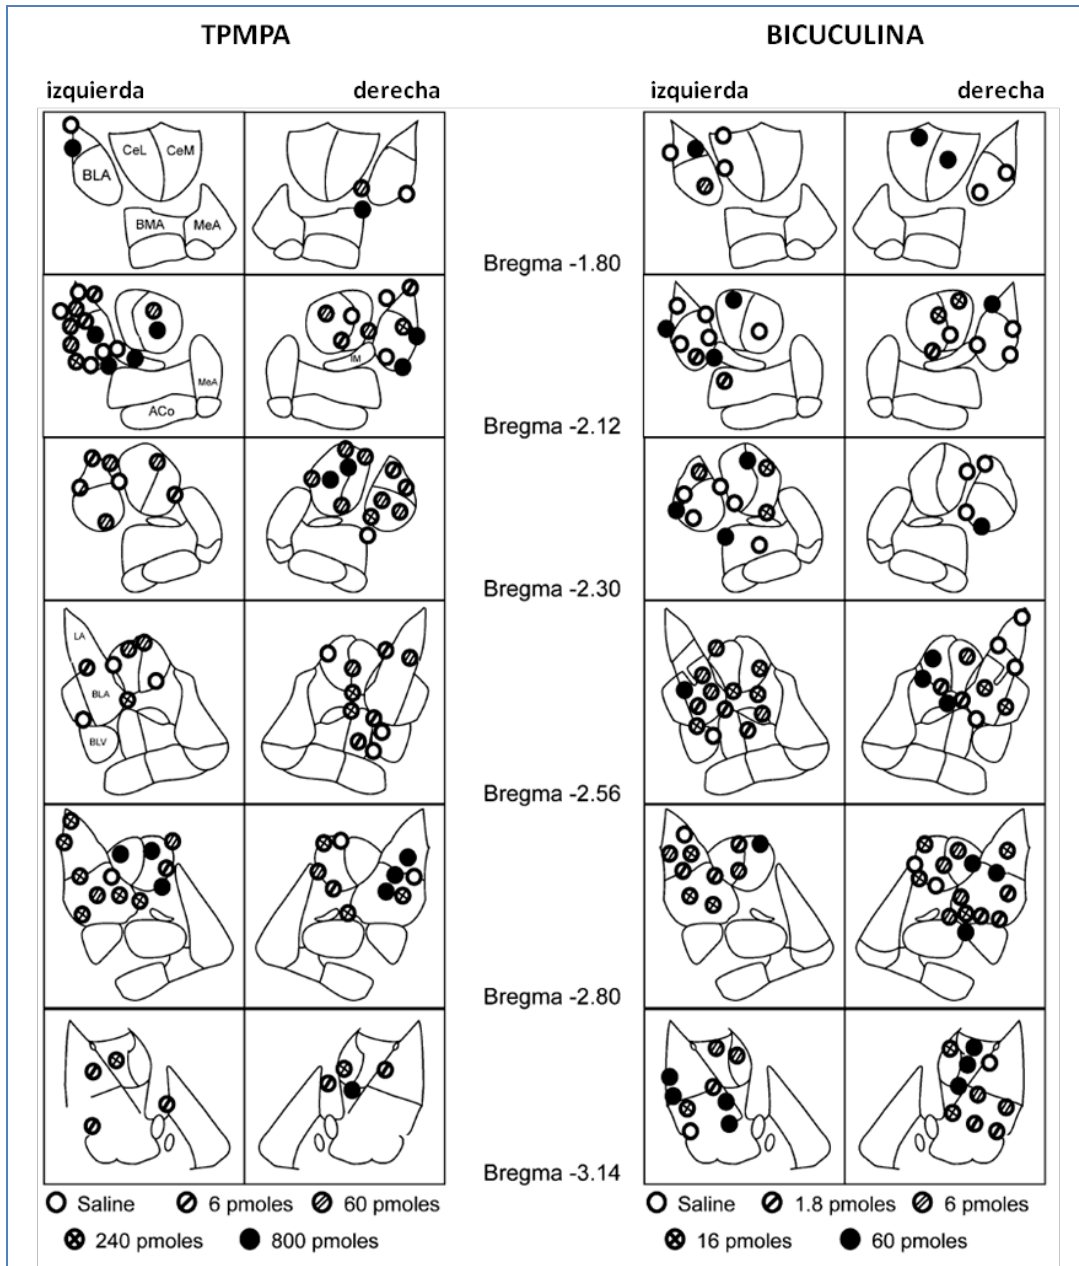 TPMPA BICUCULINA
izquierda derecha izquierda derecha
CeL CeM
BLA
BMA MeA
Bregma -1.80
IM
MeA
ACo
Bregma -2.12
Bregma -2.30
LA
BLA
BLV
Bregma -2.56
Bregma -2.80
Bregma -3.14
Saline 6 pmoles 60 pmoles
240 pmoles 800 pmoles
Saline 1.8 pmoles 6 pmoles
16 pmoles 60 pmoles